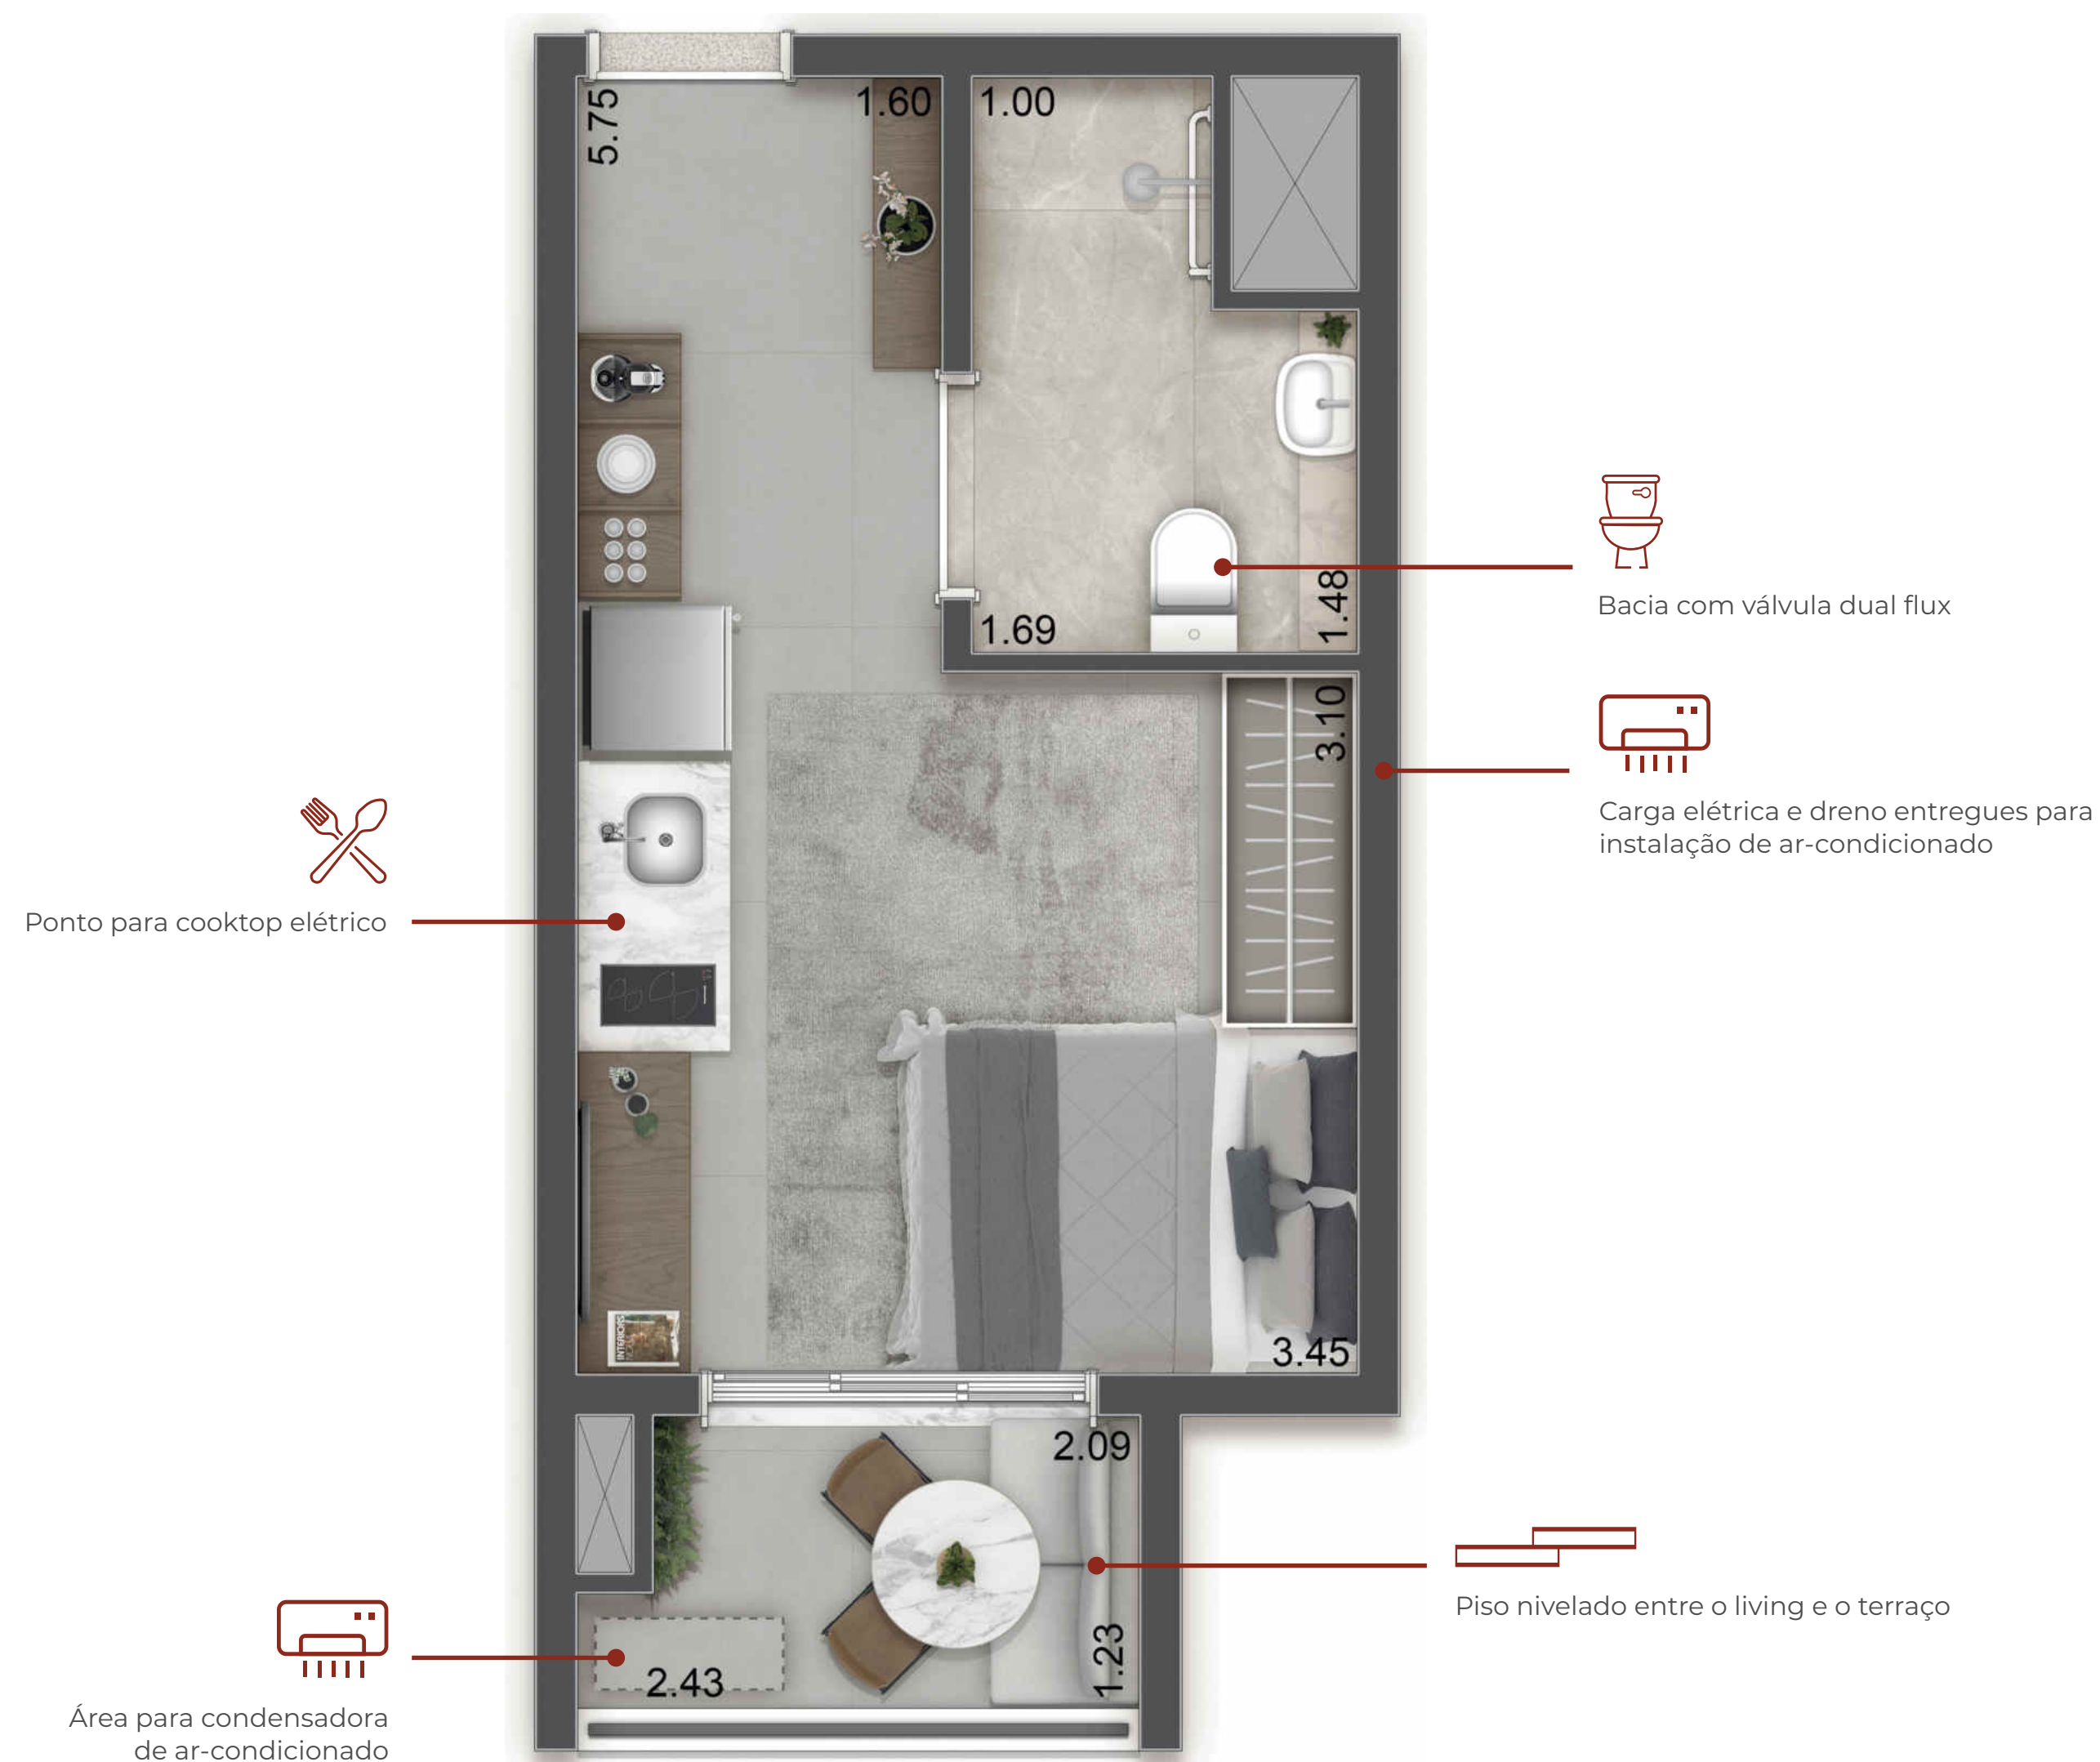 5.75
1.60
1.00
1.69
1.48
Bacia com válvula dual flux
3.10
Carga elétrica e dreno entregues para
instalação de ar-condicionado
Ponto para cooktop elétrico
INTERIORS
3.45
2.09
Piso nivelado entre o living e o terraço
1.23
2.43
Área para condensadora
de ar-condicionado